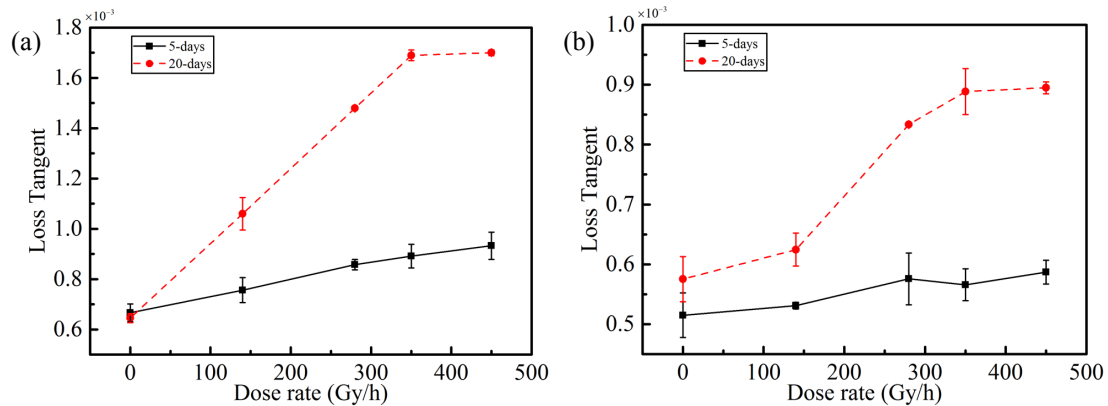 (a)
×10⁻³
1.8
1.6
1.4
1.2
1.0
0.8
0.6
Loss Tangent
5-days
20-days
0 100 200 300 400 500
Dose rate (Gy/h)
(b)
×10⁻³
1.0
0.9
0.8
0.7
0.6
0.5
Loss Tangent
5-days
20-days
0 100 200 300 400 500
Dose rate (Gy/h)